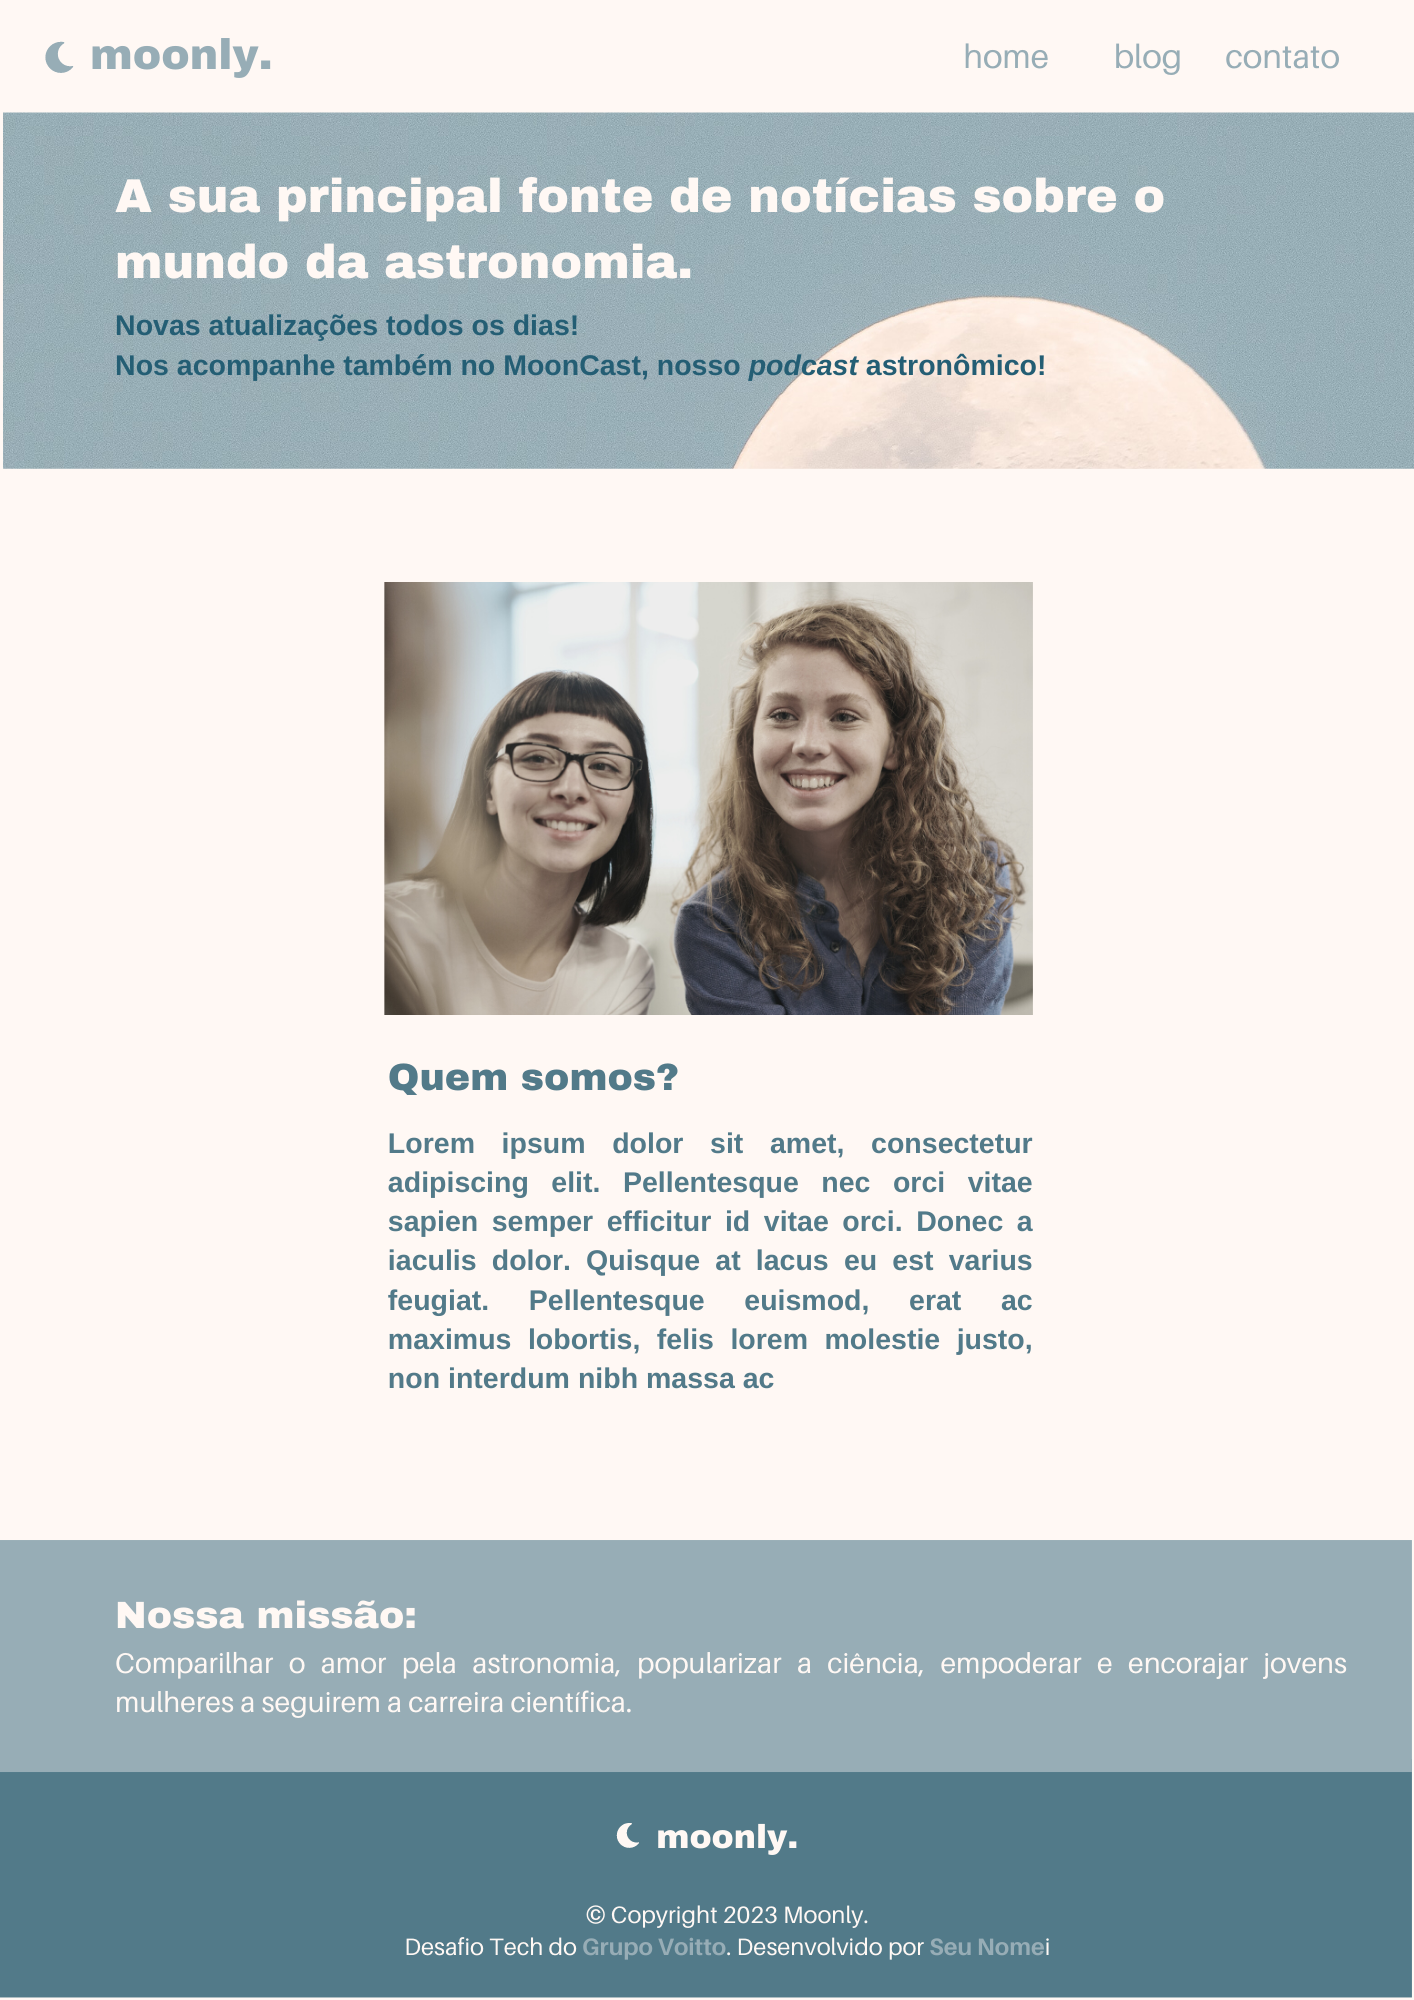 moonly.
home blog contato
A sua principal fonte de notícias sobre o
mundo da astronomia.
Novas atualizações todos os dias!
Nos acompanhe também no MoonCast, nosso podcast astronômico!
Quem somos?
Lorem ipsum dolor sit amet, consectetur
adipiscing elit. Pellentesque nec orci vitae
sapien semper efficitur id vitae orci. Donec a
iaculis dolor. Quisque at lacus eu est varius
feugiat. Pellentesque euismod, erat ac
maximus lobortis, felis lorem molestie justo,
non interdum nibh massa ac
Nossa missão:
Comparilhar o amor pela astronomia, popularizar a ciência, empoderar e encorajar jovens
mulheres a seguirem a carreira científica.
moonly.
© Copyright 2023 Moonly.
Desafio Tech do Grupo Voitto. Desenvolvido por Seu Nomei